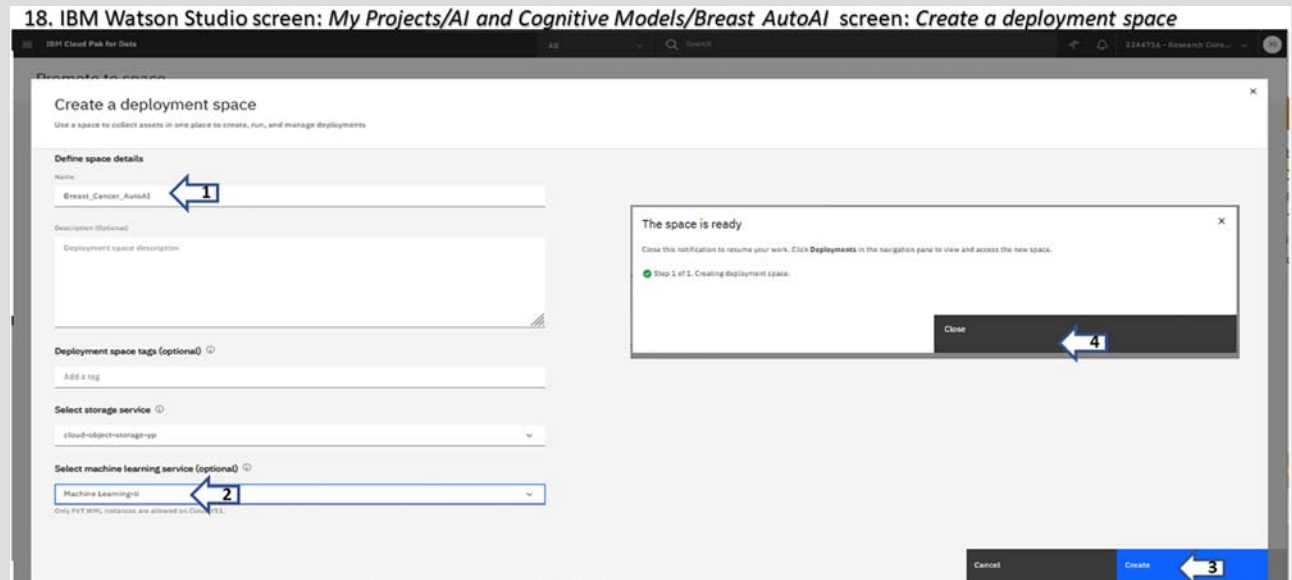 18. IBM Watson Studio screen: My Projects/AI and Cognitive Models/Breast AutoAI screen: Create a deployment space
IBM Cloud Pak for Data
All
Search
2244716 - Research Cons...
Promote to space
Create a deployment space
Use a space to collect assets in one place to create, run, and manage deployments
Define space details
Name
Breast_Cancer_AutoAI
1
Description (Optional)
Deployment space description
Deployment space tags (optional)
Add a tag
Select storage service
cloud-object-storage-yp
Select machine learning service (optional)
2
The space is ready
Close this notification to resume your work. Click Deployments in the navigation pane to view and access the new space.
Step 1 of 1. Creating deployment space.
Close
4
Cancel
Create
3